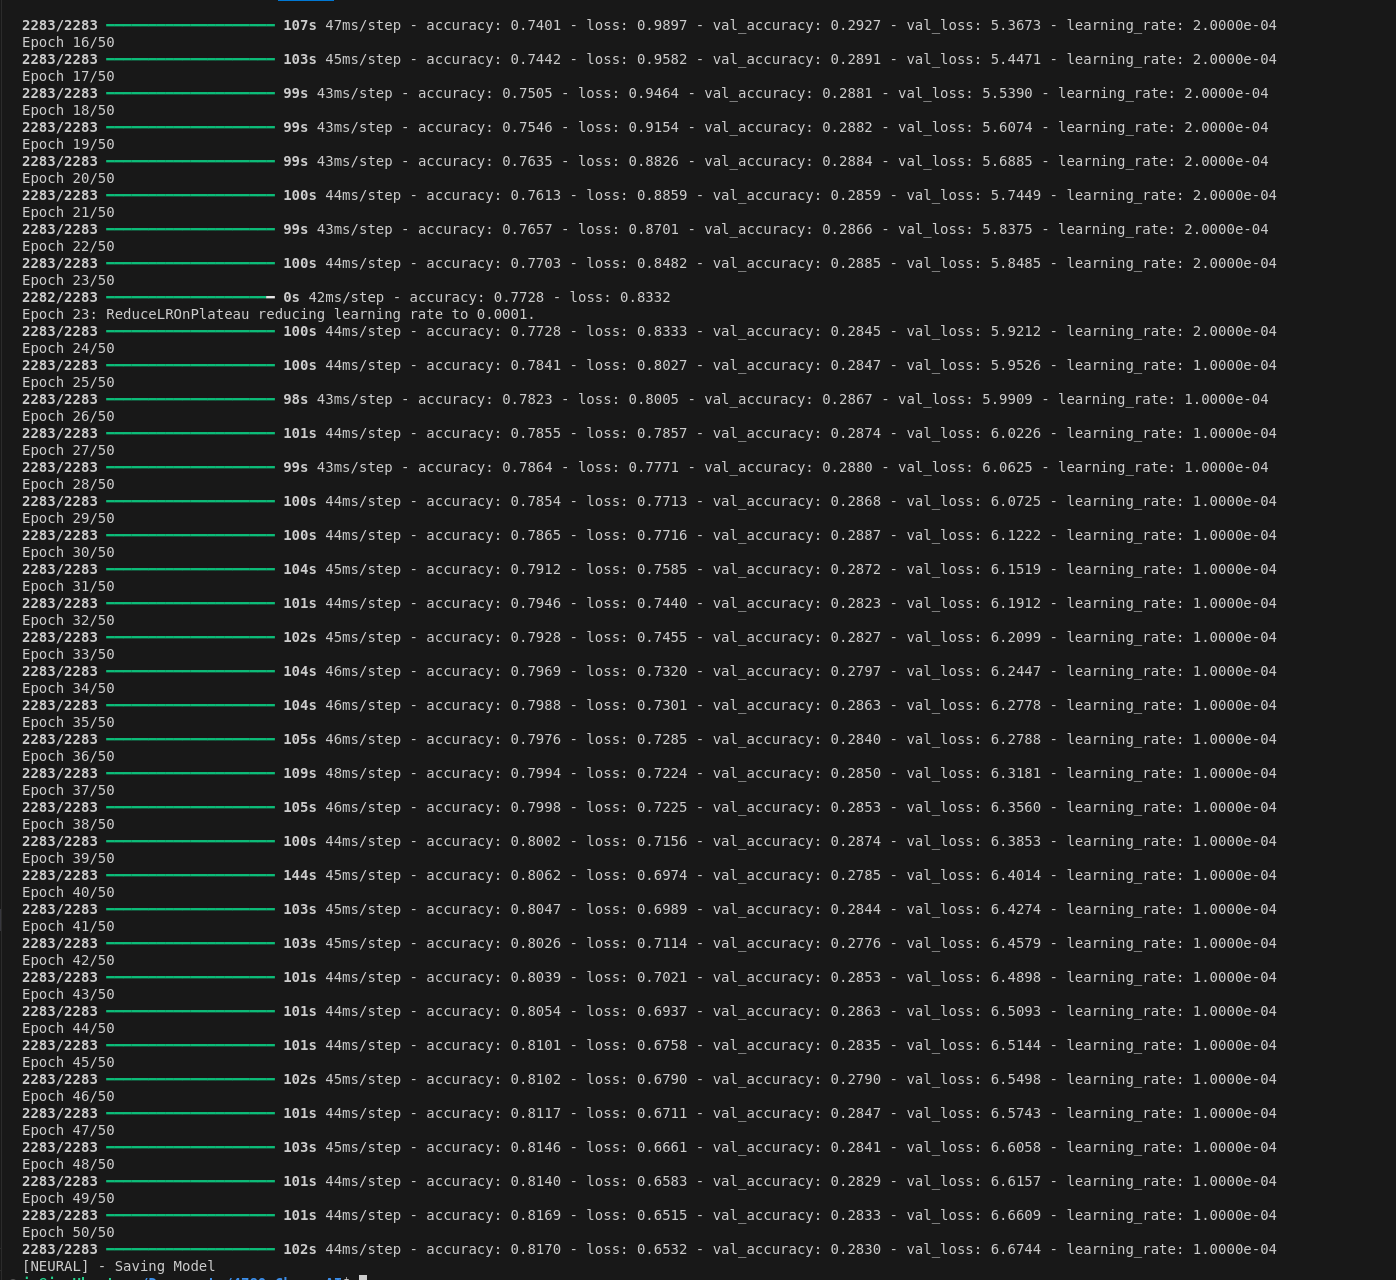 2283/2283 ━━━━━━━━━━━━━━━━━━━━ 107s 47ms/step - accuracy: 0.7401 - loss: 0.9897 - val_accuracy: 0.2927 - val_loss: 5.3673 - learning_rate: 2.0000e-04
Epoch 16/50
2283/2283 ━━━━━━━━━━━━━━━━━━━━ 103s 45ms/step - accuracy: 0.7442 - loss: 0.9582 - val_accuracy: 0.2891 - val_loss: 5.4471 - learning_rate: 2.0000e-04
Epoch 17/50
2283/2283 ━━━━━━━━━━━━━━━━━━━━ 99s 43ms/step - accuracy: 0.7505 - loss: 0.9464 - val_accuracy: 0.2881 - val_loss: 5.5390 - learning_rate: 2.0000e-04
Epoch 18/50
2283/2283 ━━━━━━━━━━━━━━━━━━━━ 99s 43ms/step - accuracy: 0.7546 - loss: 0.9154 - val_accuracy: 0.2882 - val_loss: 5.6074 - learning_rate: 2.0000e-04
Epoch 19/50
2283/2283 ━━━━━━━━━━━━━━━━━━━━ 99s 43ms/step - accuracy: 0.7635 - loss: 0.8826 - val_accuracy: 0.2884 - val_loss: 5.6885 - learning_rate: 2.0000e-04
Epoch 20/50
2283/2283 ━━━━━━━━━━━━━━━━━━━━ 100s 44ms/step - accuracy: 0.7613 - loss: 0.8859 - val_accuracy: 0.2859 - val_loss: 5.7449 - learning_rate: 2.0000e-04
Epoch 21/50
2283/2283 ━━━━━━━━━━━━━━━━━━━━ 99s 43ms/step - accuracy: 0.7657 - loss: 0.8701 - val_accuracy: 0.2866 - val_loss: 5.8375 - learning_rate: 2.0000e-04
Epoch 22/50
2283/2283 ━━━━━━━━━━━━━━━━━━━━ 100s 44ms/step - accuracy: 0.7703 - loss: 0.8482 - val_accuracy: 0.2885 - val_loss: 5.8485 - learning_rate: 2.0000e-04
Epoch 23/50
2282/2283 ━━━━━━━━━━━━━━━━━━━━ 0s 42ms/step - accuracy: 0.7728 - loss: 0.8332
Epoch 23: ReduceLROnPlateau reducing learning rate to 0.0001.
2283/2283 ━━━━━━━━━━━━━━━━━━━━ 100s 44ms/step - accuracy: 0.7728 - loss: 0.8333 - val_accuracy: 0.2845 - val_loss: 5.9212 - learning_rate: 2.0000e-04
Epoch 24/50
2283/2283 ━━━━━━━━━━━━━━━━━━━━ 100s 44ms/step - accuracy: 0.7841 - loss: 0.8027 - val_accuracy: 0.2847 - val_loss: 5.9526 - learning_rate: 1.0000e-04
Epoch 25/50
2283/2283 ━━━━━━━━━━━━━━━━━━━━ 98s 43ms/step - accuracy: 0.7823 - loss: 0.8005 - val_accuracy: 0.2867 - val_loss: 5.9909 - learning_rate: 1.0000e-04
Epoch 26/50
2283/2283 ━━━━━━━━━━━━━━━━━━━━ 101s 44ms/step - accuracy: 0.7855 - loss: 0.7857 - val_accuracy: 0.2874 - val_loss: 6.0226 - learning_rate: 1.0000e-04
Epoch 27/50
2283/2283 ━━━━━━━━━━━━━━━━━━━━ 99s 43ms/step - accuracy: 0.7864 - loss: 0.7771 - val_accuracy: 0.2880 - val_loss: 6.0625 - learning_rate: 1.0000e-04
Epoch 28/50
2283/2283 ━━━━━━━━━━━━━━━━━━━━ 100s 44ms/step - accuracy: 0.7854 - loss: 0.7713 - val_accuracy: 0.2868 - val_loss: 6.0725 - learning_rate: 1.0000e-04
Epoch 29/50
2283/2283 ━━━━━━━━━━━━━━━━━━━━ 100s 44ms/step - accuracy: 0.7865 - loss: 0.7716 - val_accuracy: 0.2887 - val_loss: 6.1222 - learning_rate: 1.0000e-04
Epoch 30/50
2283/2283 ━━━━━━━━━━━━━━━━━━━━ 104s 45ms/step - accuracy: 0.7912 - loss: 0.7585 - val_accuracy: 0.2872 - val_loss: 6.1519 - learning_rate: 1.0000e-04
Epoch 31/50
2283/2283 ━━━━━━━━━━━━━━━━━━━━ 101s 44ms/step - accuracy: 0.7946 - loss: 0.7440 - val_accuracy: 0.2823 - val_loss: 6.1912 - learning_rate: 1.0000e-04
Epoch 32/50
2283/2283 ━━━━━━━━━━━━━━━━━━━━ 102s 45ms/step - accuracy: 0.7928 - loss: 0.7455 - val_accuracy: 0.2827 - val_loss: 6.2099 - learning_rate: 1.0000e-04
Epoch 33/50
2283/2283 ━━━━━━━━━━━━━━━━━━━━ 104s 46ms/step - accuracy: 0.7969 - loss: 0.7320 - val_accuracy: 0.2797 - val_loss: 6.2447 - learning_rate: 1.0000e-04
Epoch 34/50
2283/2283 ━━━━━━━━━━━━━━━━━━━━ 104s 46ms/step - accuracy: 0.7988 - loss: 0.7301 - val_accuracy: 0.2863 - val_loss: 6.2778 - learning_rate: 1.0000e-04
Epoch 35/50
2283/2283 ━━━━━━━━━━━━━━━━━━━━ 105s 46ms/step - accuracy: 0.7976 - loss: 0.7285 - val_accuracy: 0.2840 - val_loss: 6.2788 - learning_rate: 1.0000e-04
Epoch 36/50
2283/2283 ━━━━━━━━━━━━━━━━━━━━ 109s 48ms/step - accuracy: 0.7994 - loss: 0.7224 - val_accuracy: 0.2850 - val_loss: 6.3181 - learning_rate: 1.0000e-04
Epoch 37/50
2283/2283 ━━━━━━━━━━━━━━━━━━━━ 105s 46ms/step - accuracy: 0.7998 - loss: 0.7225 - val_accuracy: 0.2853 - val_loss: 6.3560 - learning_rate: 1.0000e-04
Epoch 38/50
2283/2283 ━━━━━━━━━━━━━━━━━━━━ 100s 44ms/step - accuracy: 0.8002 - loss: 0.7156 - val_accuracy: 0.2874 - val_loss: 6.3853 - learning_rate: 1.0000e-04
Epoch 39/50
2283/2283 ━━━━━━━━━━━━━━━━━━━━ 144s 45ms/step - accuracy: 0.8062 - loss: 0.6974 - val_accuracy: 0.2785 - val_loss: 6.4014 - learning_rate: 1.0000e-04
Epoch 40/50
2283/2283 ━━━━━━━━━━━━━━━━━━━━ 103s 45ms/step - accuracy: 0.8047 - loss: 0.6989 - val_accuracy: 0.2844 - val_loss: 6.4274 - learning_rate: 1.0000e-04
Epoch 41/50
2283/2283 ━━━━━━━━━━━━━━━━━━━━ 103s 45ms/step - accuracy: 0.8026 - loss: 0.7114 - val_accuracy: 0.2776 - val_loss: 6.4579 - learning_rate: 1.0000e-04
Epoch 42/50
2283/2283 ━━━━━━━━━━━━━━━━━━━━ 101s 44ms/step - accuracy: 0.8039 - loss: 0.7021 - val_accuracy: 0.2853 - val_loss: 6.4898 - learning_rate: 1.0000e-04
Epoch 43/50
2283/2283 ━━━━━━━━━━━━━━━━━━━━ 101s 44ms/step - accuracy: 0.8054 - loss: 0.6937 - val_accuracy: 0.2863 - val_loss: 6.5093 - learning_rate: 1.0000e-04
Epoch 44/50
2283/2283 ━━━━━━━━━━━━━━━━━━━━ 101s 44ms/step - accuracy: 0.8101 - loss: 0.6758 - val_accuracy: 0.2835 - val_loss: 6.5144 - learning_rate: 1.0000e-04
Epoch 45/50
2283/2283 ━━━━━━━━━━━━━━━━━━━━ 102s 45ms/step - accuracy: 0.8102 - loss: 0.6790 - val_accuracy: 0.2790 - val_loss: 6.5498 - learning_rate: 1.0000e-04
Epoch 46/50
2283/2283 ━━━━━━━━━━━━━━━━━━━━ 101s 44ms/step - accuracy: 0.8117 - loss: 0.6711 - val_accuracy: 0.2847 - val_loss: 6.5743 - learning_rate: 1.0000e-04
Epoch 47/50
2283/2283 ━━━━━━━━━━━━━━━━━━━━ 103s 45ms/step - accuracy: 0.8146 - loss: 0.6661 - val_accuracy: 0.2841 - val_loss: 6.6058 - learning_rate: 1.0000e-04
Epoch 48/50
2283/2283 ━━━━━━━━━━━━━━━━━━━━ 101s 44ms/step - accuracy: 0.8140 - loss: 0.6583 - val_accuracy: 0.2829 - val_loss: 6.6157 - learning_rate: 1.0000e-04
Epoch 49/50
2283/2283 ━━━━━━━━━━━━━━━━━━━━ 101s 44ms/step - accuracy: 0.8169 - loss: 0.6515 - val_accuracy: 0.2833 - val_loss: 6.6609 - learning_rate: 1.0000e-04
Epoch 50/50
2283/2283 ━━━━━━━━━━━━━━━━━━━━ 102s 44ms/step - accuracy: 0.8170 - loss: 0.6532 - val_accuracy: 0.2830 - val_loss: 6.6744 - learning_rate: 1.0000e-04
[NEURAL] - Saving Model